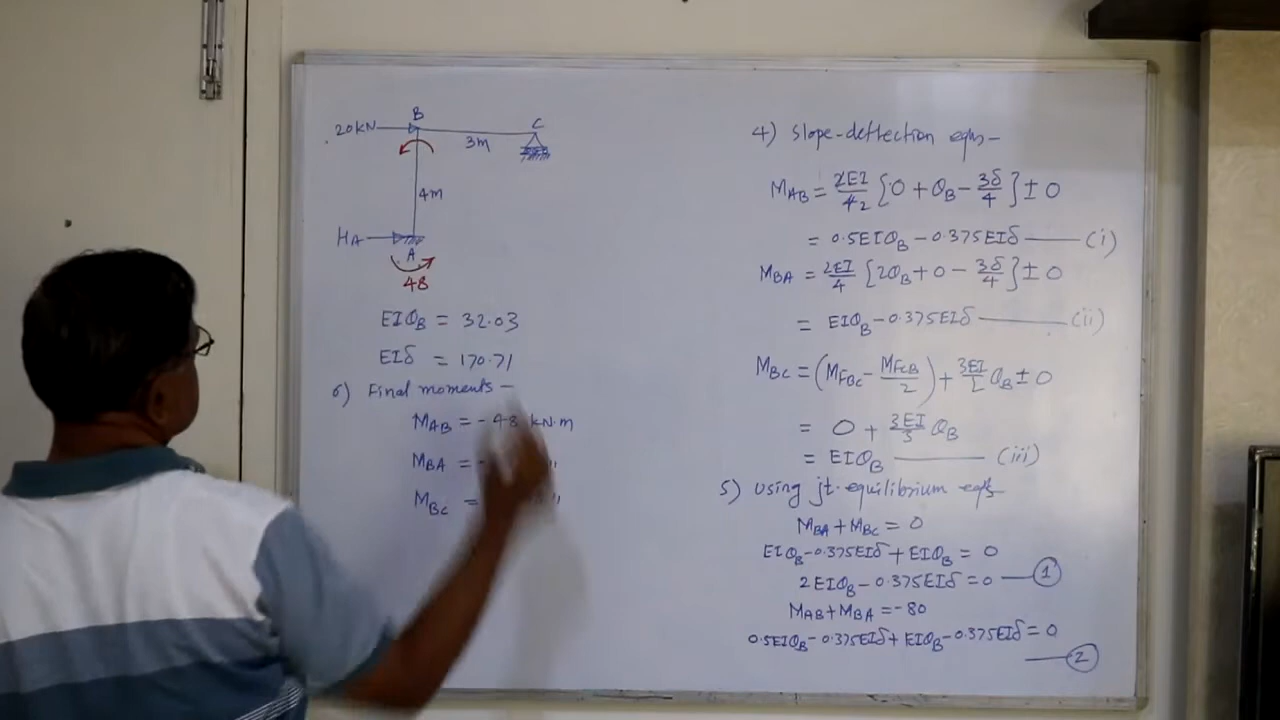 B
20KN
C
3m
4m
HA
A
48
EIθB = 32.03
EIδ = 170.71
6) Final moments -
MAB = -48 kN·m
MBA = - "
MBC = "
4) slope-deflection eqns-
MAB = 2EI/4 2 {0 + θB - 3δ/4} ± 0
= 0.5EIθB - 0.375EIδ —— (i)
MBA = 2EI/4 {2θB + 0 - 3δ/4} ± 0
= EIθB - 0.375EIδ —— (ii)
MBC = (MFBC - MFCB/2) + 3EI/L θB ± 0
= 0 + 3EI/3 θB
= EIθB —— (iii)
5) Using jt. equilibrium eqns
MBA + MBC = 0
EIθB - 0.375EIδ + EIθB = 0
2EIθB - 0.375EIδ = 0 — 1
MAB + MBA = -80
0.5EIθB - 0.375EIδ + EIθB - 0.375EIδ = 0
— 2